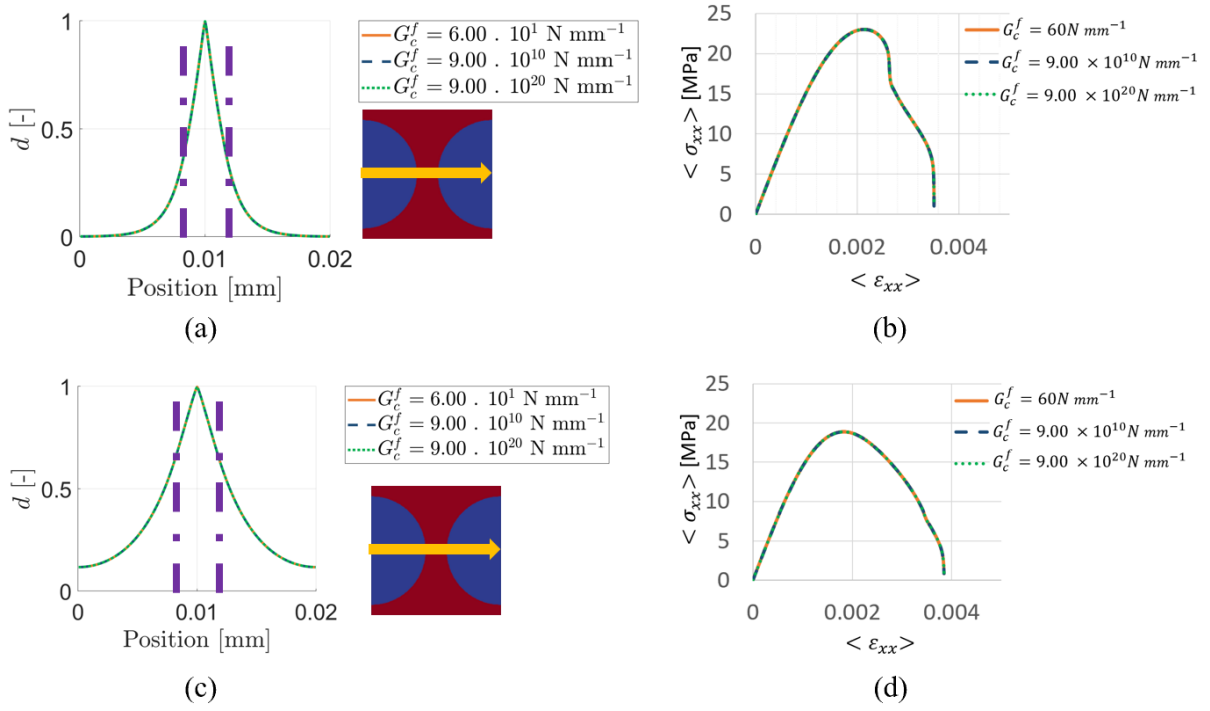 1
0.5
0
d [-]
0
0.01
0.02
Position [mm]
G_c^f = 6.00 . 10^1 N mm^−1
G_c^f = 9.00 . 10^10 N mm^−1
G_c^f = 9.00 . 10^20 N mm^−1
(a)
25
20
15
10
5
0
< σ_xx > [MPa]
0
0.002
0.004
< ε_xx >
G_c^f = 60N mm^−1
G_c^f = 9.00 × 10^10 N mm^−1
G_c^f = 9.00 × 10^20 N mm^−1
(b)
1
0.5
0
d [-]
0
0.01
0.02
Position [mm]
G_c^f = 6.00 . 10^1 N mm^−1
G_c^f = 9.00 . 10^10 N mm^−1
G_c^f = 9.00 . 10^20 N mm^−1
(c)
25
20
15
10
5
0
< σ_xx > [MPa]
0
0.002
0.004
< ε_xx >
G_c^f = 60N mm^−1
G_c^f = 9.00 × 10^10 N mm^−1
G_c^f = 9.00 × 10^20 N mm^−1
(d)